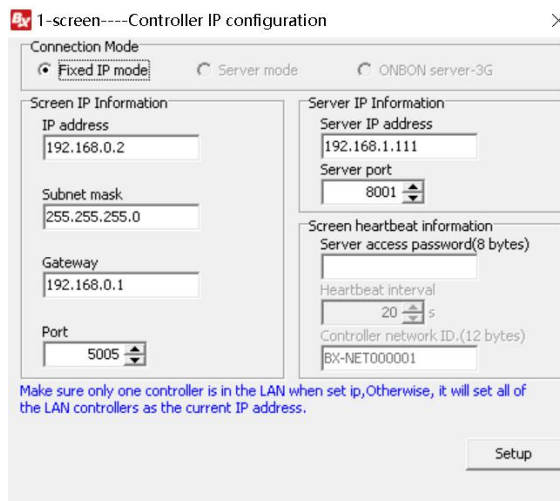 BX 1-screen----Controller IP configuration
Connection Mode
Fixed IP mode
Server mode
ONBON server-3G
Screen IP Information
IP address
192.168.0.2
Subnet mask
255.255.255.0
Gateway
192.168.0.1
Port
5005
Server IP Information
Server IP address
192.168.1.111
Server port
8001
Screen heartbeat information
Server access password(8 bytes)
Heartbeat interval
20 s
Controller network ID.(12 bytes)
BX-NET000001
Make sure only one controller is in the LAN when set ip,Otherwise, it will set all of
the LAN controllers as the current IP address.
Setup